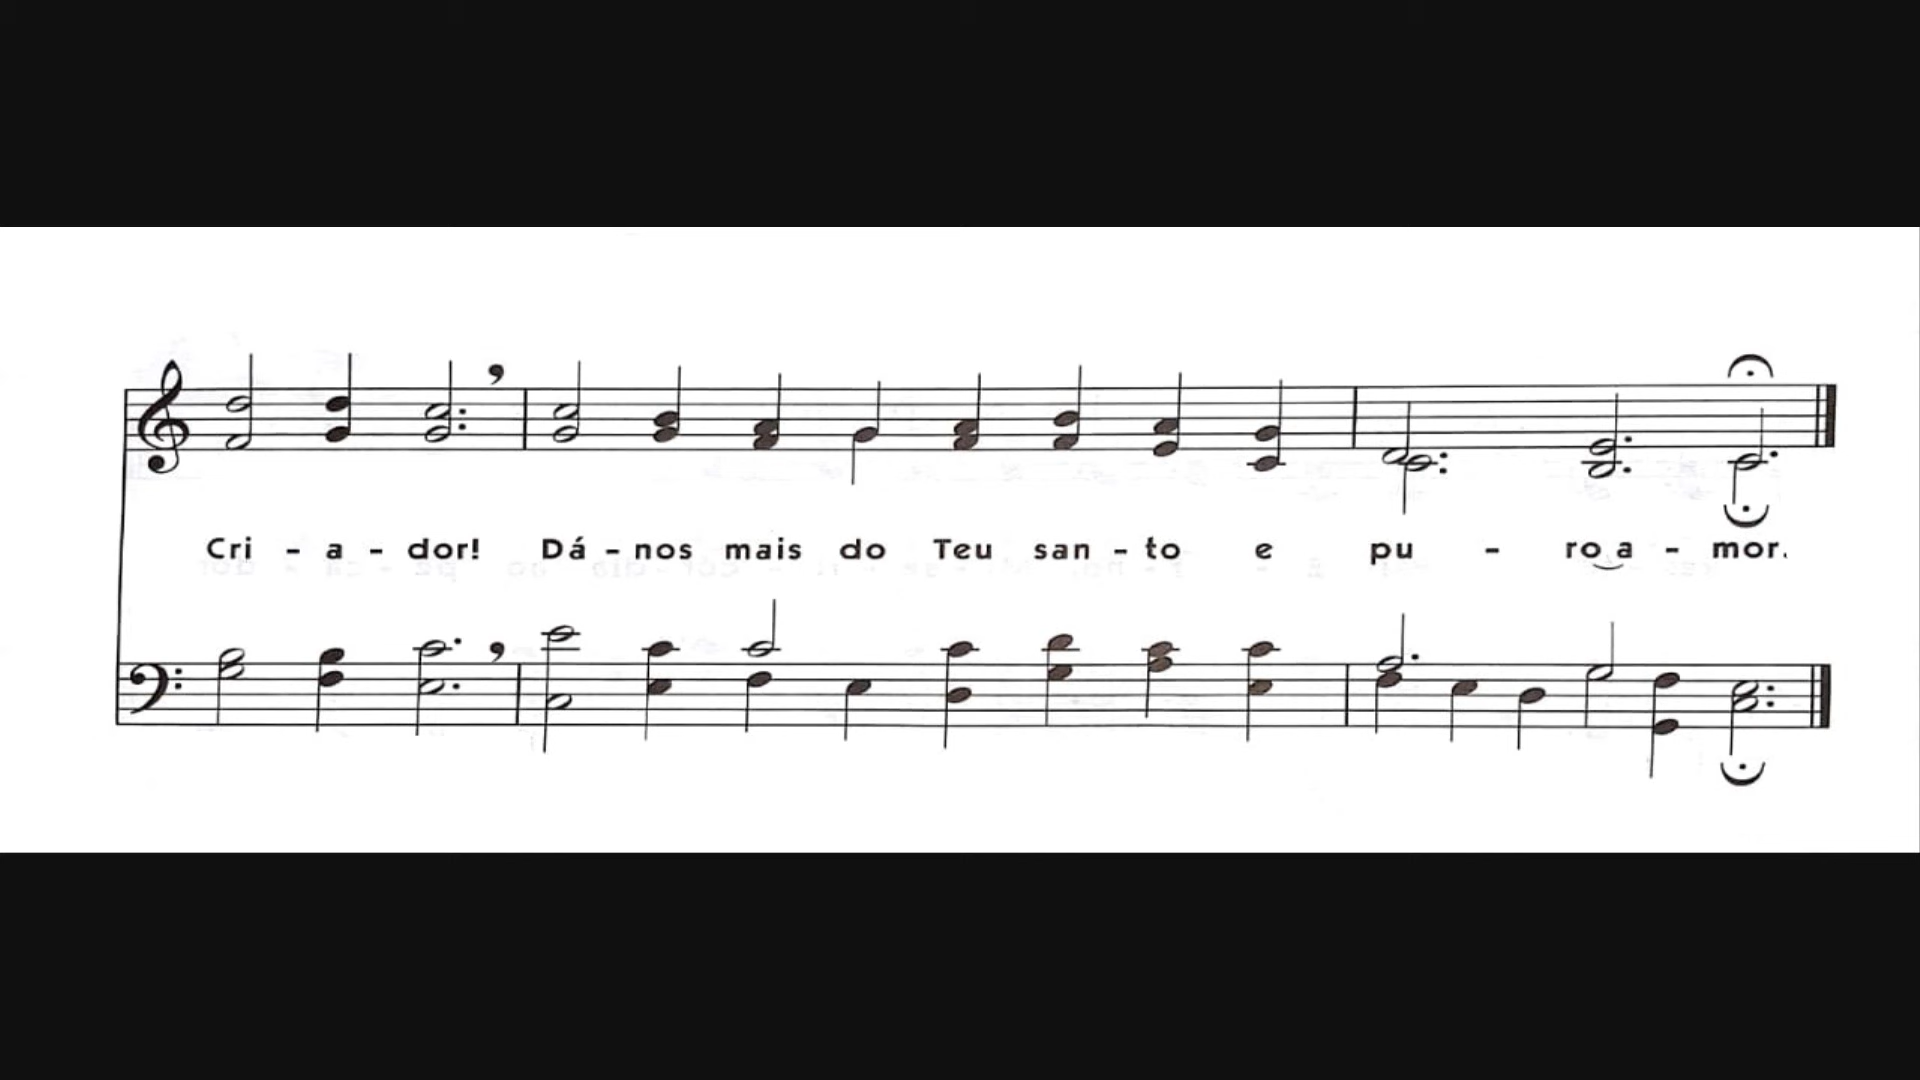 Cri - a - dor! Dá - nos mais do Teu san - to e pu - ro a - mor.